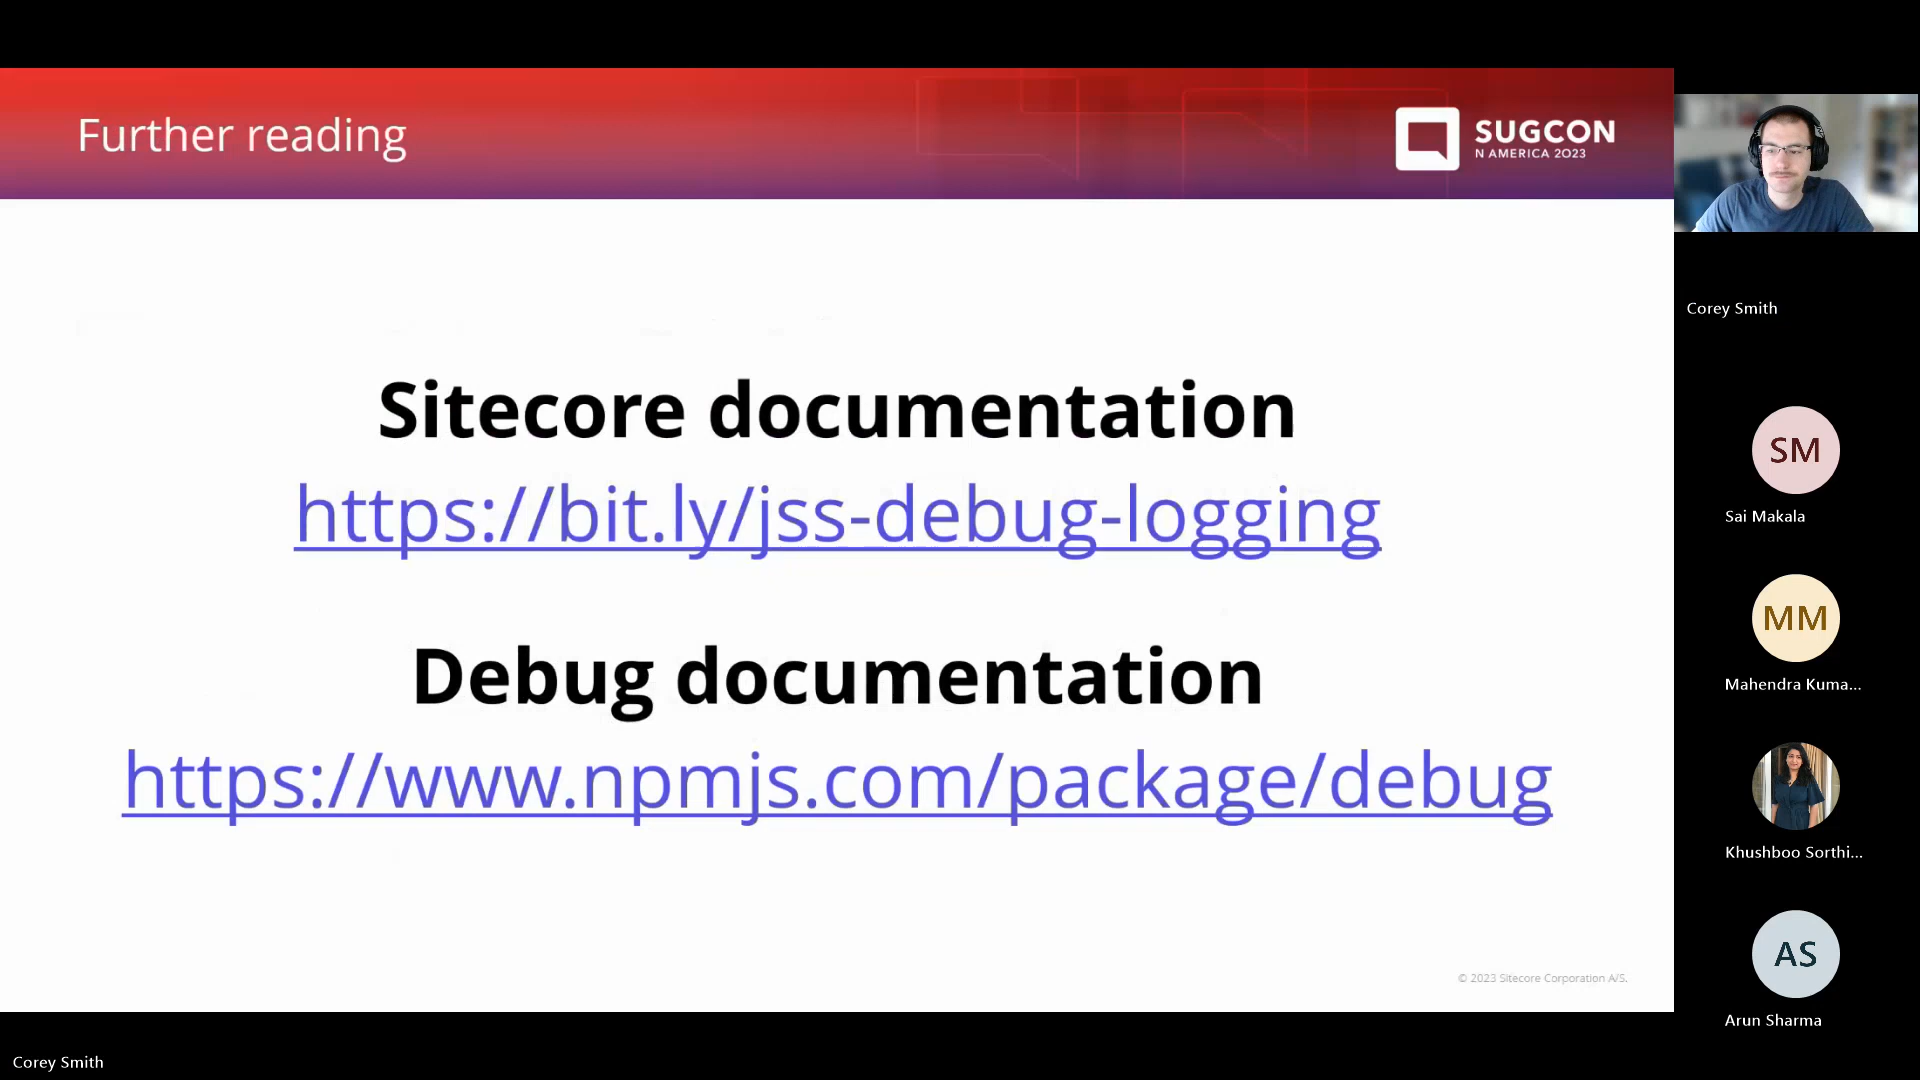 Further reading
SUGCON
N AMERICA 2023
Sitecore documentation
https://bit.ly/jss-debug-logging
Debug documentation
https://www.npmjs.com/package/debug
© 2023 Sitecore Corporation A/S.
Corey Smith
SM
Sai Makala
MM
Mahendra Kuma...
Khushboo Sorthi...
AS
Arun Sharma
Corey Smith